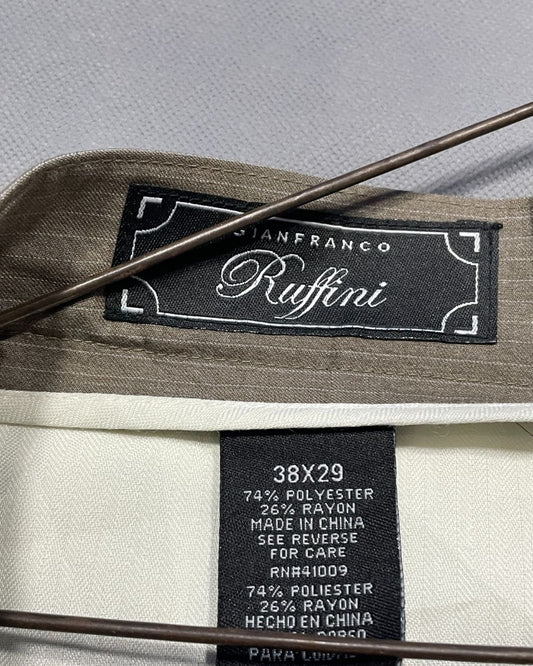 GIANFRANCO
Ruffini
38X29
74% POLYESTER
26% RAYON
MADE IN CHINA
SEE REVERSE
FOR CARE
RN#41009
74% POLIESTER
26% RAYON
HECHO EN CHINA
PARA